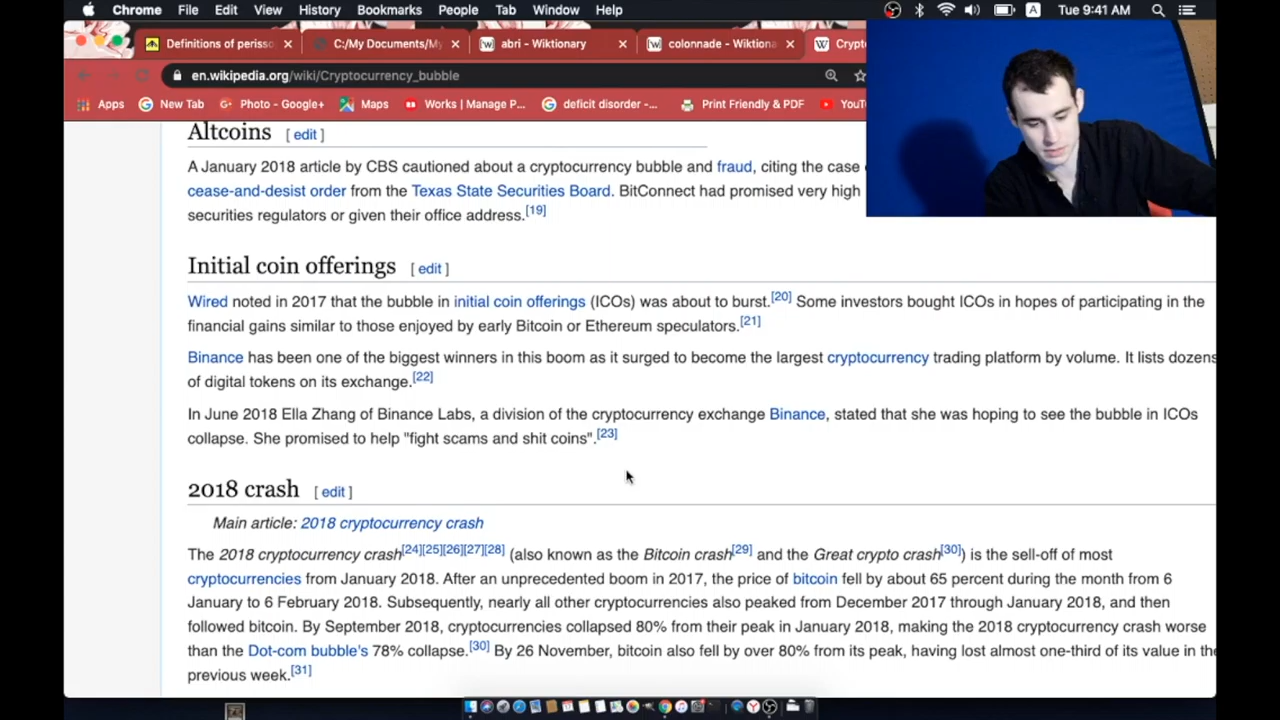 Chrome File Edit View History Bookmarks People Tab Window Help A Tue 9:41 AM
Definitions of perisso × C:/My Documents/My × abri - Wiktionary × colonnade - Wiktiona × Crypto
en.wikipedia.org/wiki/Cryptocurrency_bubble
Apps New Tab Photo - Google+ Maps Works | Manage P... deficit disorder -... Print Friendly & PDF YouT
Altcoins [ edit ]
A January 2018 article by CBS cautioned about a cryptocurrency bubble and fraud, citing the case
cease-and-desist order from the Texas State Securities Board. BitConnect had promised very high
securities regulators or given their office address.[19]
Initial coin offerings [ edit ]
Wired noted in 2017 that the bubble in initial coin offerings (ICOs) was about to burst.[20] Some investors bought ICOs in hopes of participating in the
financial gains similar to those enjoyed by early Bitcoin or Ethereum speculators.[21]
Binance has been one of the biggest winners in this boom as it surged to become the largest cryptocurrency trading platform by volume. It lists dozens
of digital tokens on its exchange.[22]
In June 2018 Ella Zhang of Binance Labs, a division of the cryptocurrency exchange Binance, stated that she was hoping to see the bubble in ICOs
collapse. She promised to help "fight scams and shit coins".[23]
2018 crash [ edit ]
Main article: 2018 cryptocurrency crash
The 2018 cryptocurrency crash[24][25][26][27][28] (also known as the Bitcoin crash[29] and the Great crypto crash[30]) is the sell-off of most
cryptocurrencies from January 2018. After an unprecedented boom in 2017, the price of bitcoin fell by about 65 percent during the month from 6
January to 6 February 2018. Subsequently, nearly all other cryptocurrencies also peaked from December 2017 through January 2018, and then
followed bitcoin. By September 2018, cryptocurrencies collapsed 80% from their peak in January 2018, making the 2018 cryptocurrency crash worse
than the Dot-com bubble's 78% collapse.[30] By 26 November, bitcoin also fell by over 80% from its peak, having lost almost one-third of its value in the
previous week.[31]